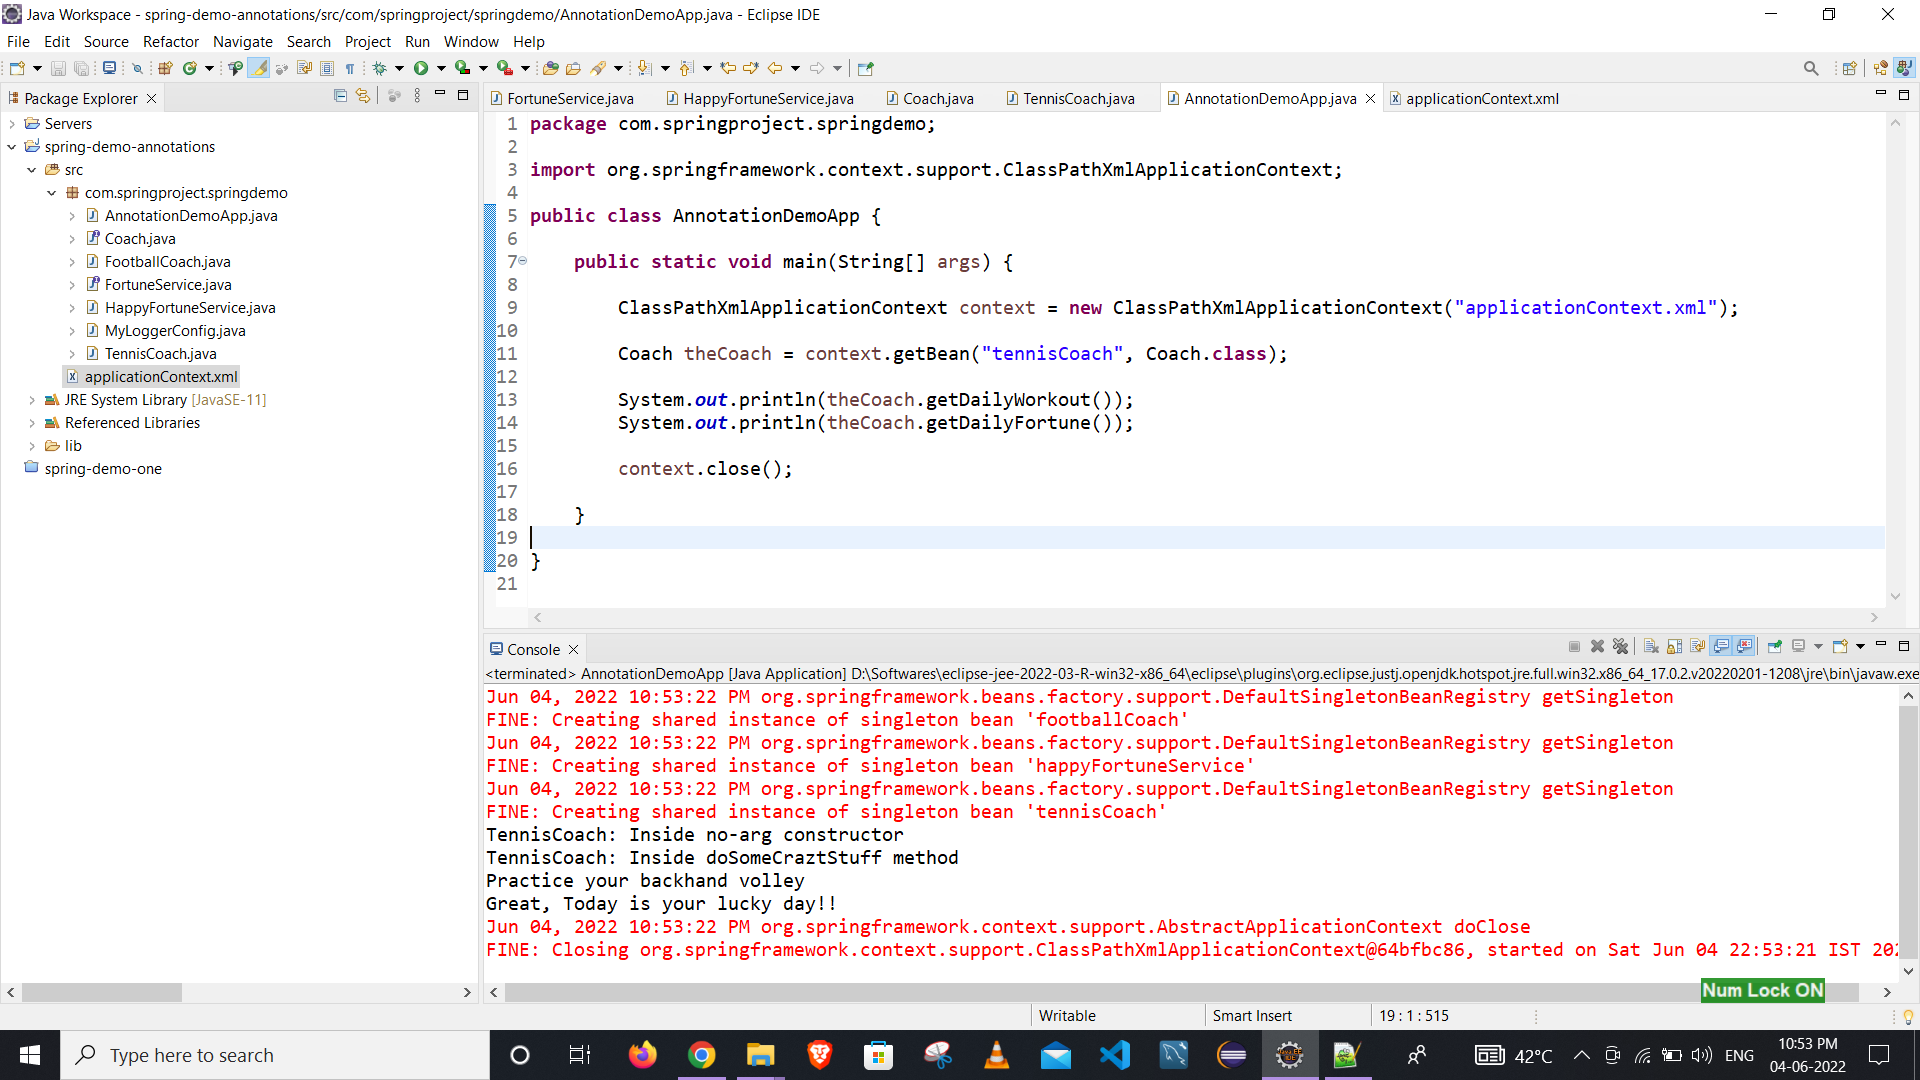 Java Workspace - spring-demo-annotations/src/com/springproject/springdemo/AnnotationDemoApp.java - Eclipse IDE
File Edit Source Refactor Navigate Search Project Run Window Help
Package Explorer
Servers
spring-demo-annotations
src
com.springproject.springdemo
AnnotationDemoApp.java
Coach.java
FootballCoach.java
FortuneService.java
HappyFortuneService.java
MyLoggerConfig.java
TennisCoach.java
applicationContext.xml
JRE System Library [JavaSE-11]
Referenced Libraries
lib
spring-demo-one
FortuneService.java HappyFortuneService.java Coach.java TennisCoach.java AnnotationDemoApp.java applicationContext.xml
1 package com.springproject.springdemo;
2
3 import org.springframework.context.support.ClassPathXmlApplicationContext;
4
5 public class AnnotationDemoApp {
6
7 public static void main(String[] args) {
8
9 ClassPathXmlApplicationContext context = new ClassPathXmlApplicationContext("applicationContext.xml");
10
11 Coach theCoach = context.getBean("tennisCoach", Coach.class);
12
13 System.out.println(theCoach.getDailyWorkout());
14 System.out.println(theCoach.getDailyFortune());
15
16 context.close();
17
18 }
19
20 }
21
Console
<terminated> AnnotationDemoApp [Java Application] D:\Softwares\eclipse-jee-2022-03-R-win32-x86_64\eclipse\plugins\org.eclipse.justj.openjdk.hotspot.jre.full.win32.x86_64_17.0.2.v20220201-1208\jre\bin\javaw.exe
Jun 04, 2022 10:53:22 PM org.springframework.beans.factory.support.DefaultSingletonBeanRegistry getSingleton
FINE: Creating shared instance of singleton bean 'footballCoach'
Jun 04, 2022 10:53:22 PM org.springframework.beans.factory.support.DefaultSingletonBeanRegistry getSingleton
FINE: Creating shared instance of singleton bean 'happyFortuneService'
Jun 04, 2022 10:53:22 PM org.springframework.beans.factory.support.DefaultSingletonBeanRegistry getSingleton
FINE: Creating shared instance of singleton bean 'tennisCoach'
TennisCoach: Inside no-arg constructor
TennisCoach: Inside doSomeCraztStuff method
Practice your backhand volley
Great, Today is your lucky day!!
Jun 04, 2022 10:53:22 PM org.springframework.context.support.AbstractApplicationContext doClose
FINE: Closing org.springframework.context.support.ClassPathXmlApplicationContext@64bfbc86, started on Sat Jun 04 22:53:21 IST 202
Num Lock ON
Writable Smart Insert 19 : 1 : 515
Type here to search
42°C ENG 10:53 PM
04-06-2022